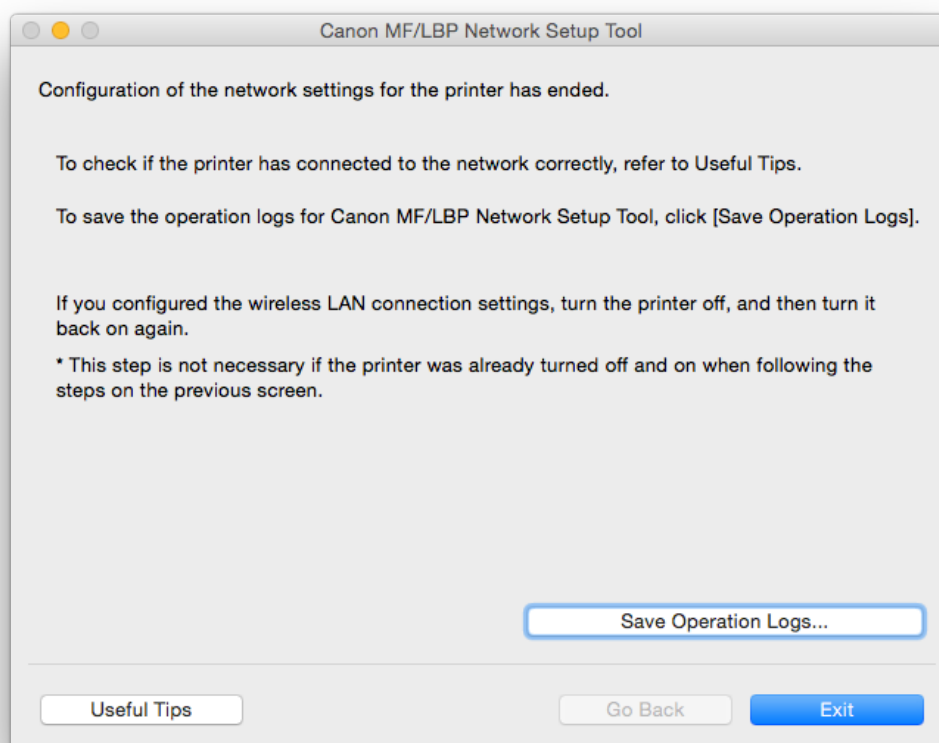 Canon MF/LBP Network Setup Tool
Configuration of the network settings for the printer has ended.
To check if the printer has connected to the network correctly, refer to Useful Tips.
To save the operation logs for Canon MF/LBP Network Setup Tool, click [Save Operation Logs].
If you configured the wireless LAN connection settings, turn the printer off, and then turn it
back on again.
* This step is not necessary if the printer was already turned off and on when following the
steps on the previous screen.
Save Operation Logs...
Useful Tips
Go Back
Exit